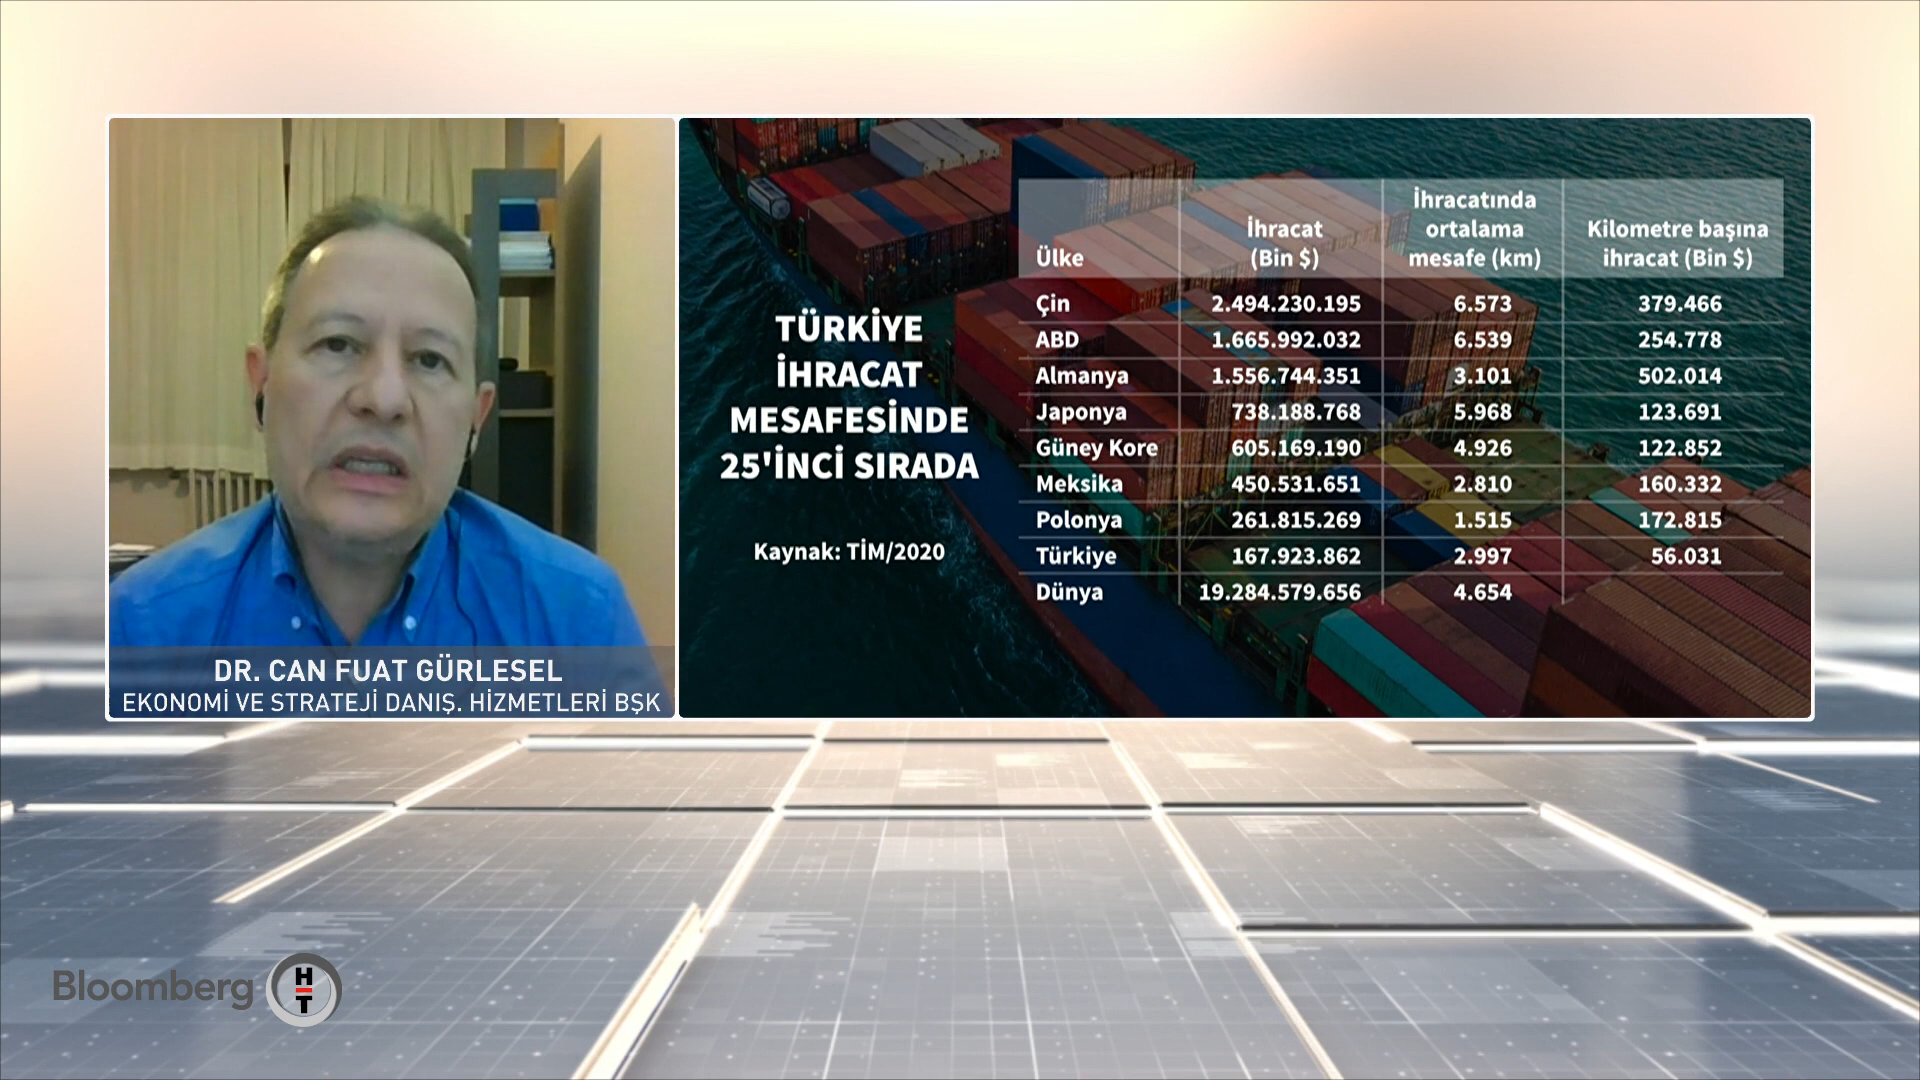 DR. CAN FUAT GÜRLESEL
EKONOMİ VE STRATEJİ DANIŞ. HİZMETLERİ BŞK
TÜRKİYE
İHRACAT
MESAFESİNDE
25'İNCİ SIRADA
Kaynak: TİM/2020
Ülke İhracat (Bin $) İhracatında ortalama mesafe (km) Kilometre başına ihracat (Bin $)
Çin 2.494.230.195 6.573 379.466
ABD 1.665.992.032 6.539 254.778
Almanya 1.556.744.351 3.101 502.014
Japonya 738.188.768 5.968 123.691
Güney Kore 605.169.190 4.926 122.852
Meksika 450.531.651 2.810 160.332
Polonya 261.815.269 1.515 172.815
Türkiye 167.923.862 2.997 56.031
Dünya 19.284.579.656 4.654
Bloomberg HT